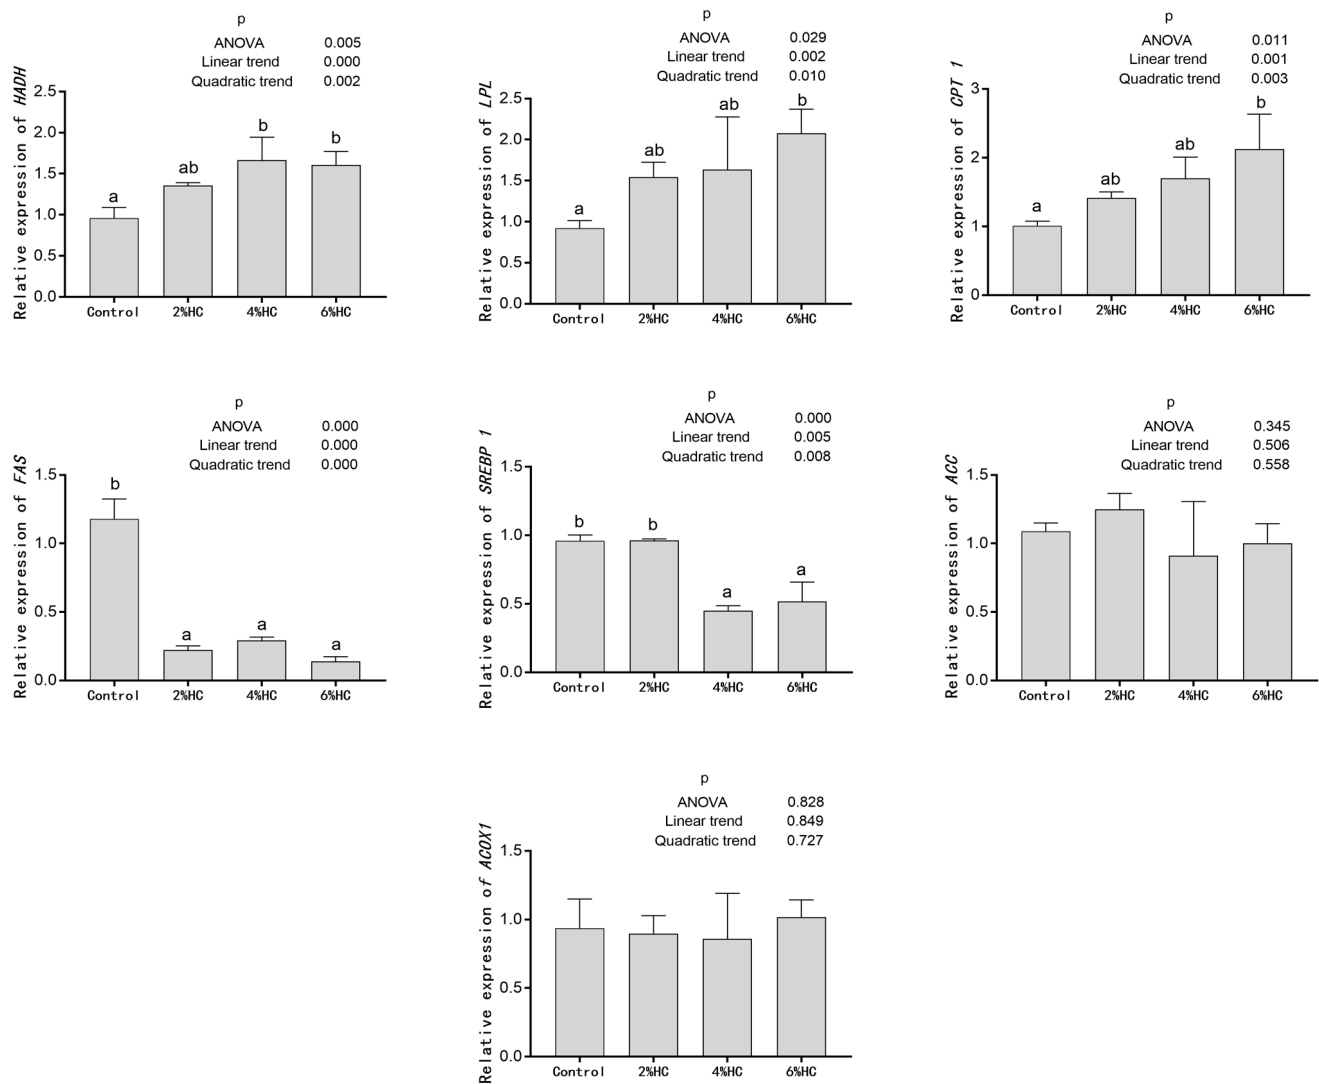 p
ANOVA 0.005
Linear trend 0.000
Quadratic trend 0.002
Relative expression of HADH
2.5
2.0
1.5
1.0
0.5
0.0
a
ab
b
b
Control 2%HC 4%HC 6%HC
p
ANOVA 0.029
Linear trend 0.002
Quadratic trend 0.010
Relative expression of LPL
2.5
2.0
1.5
1.0
0.5
0.0
a
ab
ab
b
Control 2%HC 4%HC 6%HC
p
ANOVA 0.011
Linear trend 0.001
Quadratic trend 0.003
Relative expression of CPT 1
3
2
1
0
a
ab
ab
b
Control 2%HC 4%HC 6%HC
p
ANOVA 0.000
Linear trend 0.000
Quadratic trend 0.000
Relative expression of FAS
1.5
1.0
0.5
0.0
b
a
a
a
Control 2%HC 4%HC 6%HC
p
ANOVA 0.000
Linear trend 0.005
Quadratic trend 0.008
Relative expression of SREBP 1
1.5
1.0
0.5
0.0
b
b
a
a
Control 2%HC 4%HC 6%HC
p
ANOVA 0.345
Linear trend 0.506
Quadratic trend 0.558
Relative expression of ACC
1.5
1.0
0.5
0.0
Control 2%HC 4%HC 6%HC
p
ANOVA 0.828
Linear trend 0.849
Quadratic trend 0.727
Relative expression of ACOX1
1.5
1.0
0.5
0.0
Control 2%HC 4%HC 6%HC